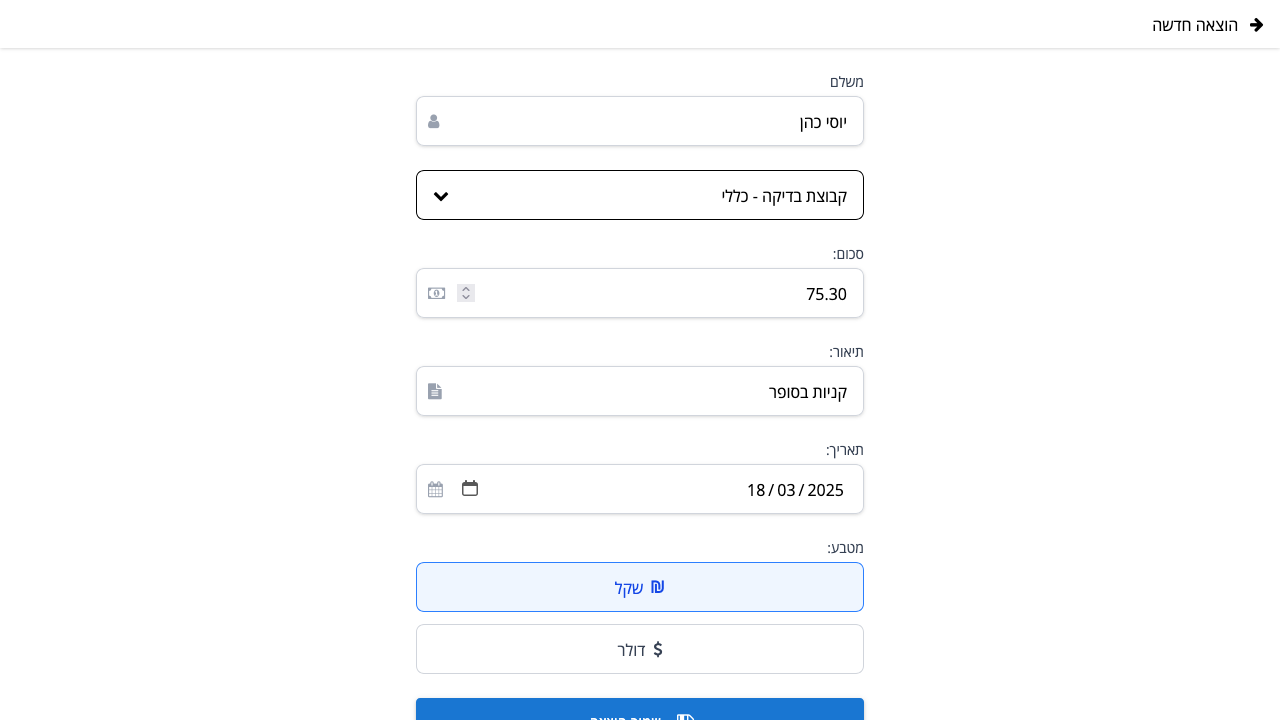 הוצאה חדשה
משלם
יוסי כהן
קבוצת בדיקה - כללי
סכום:
75.30
תיאור:
קניות בסופר
תאריך:
18/03/2025
מטבע:
₪ שקל
$ דולר